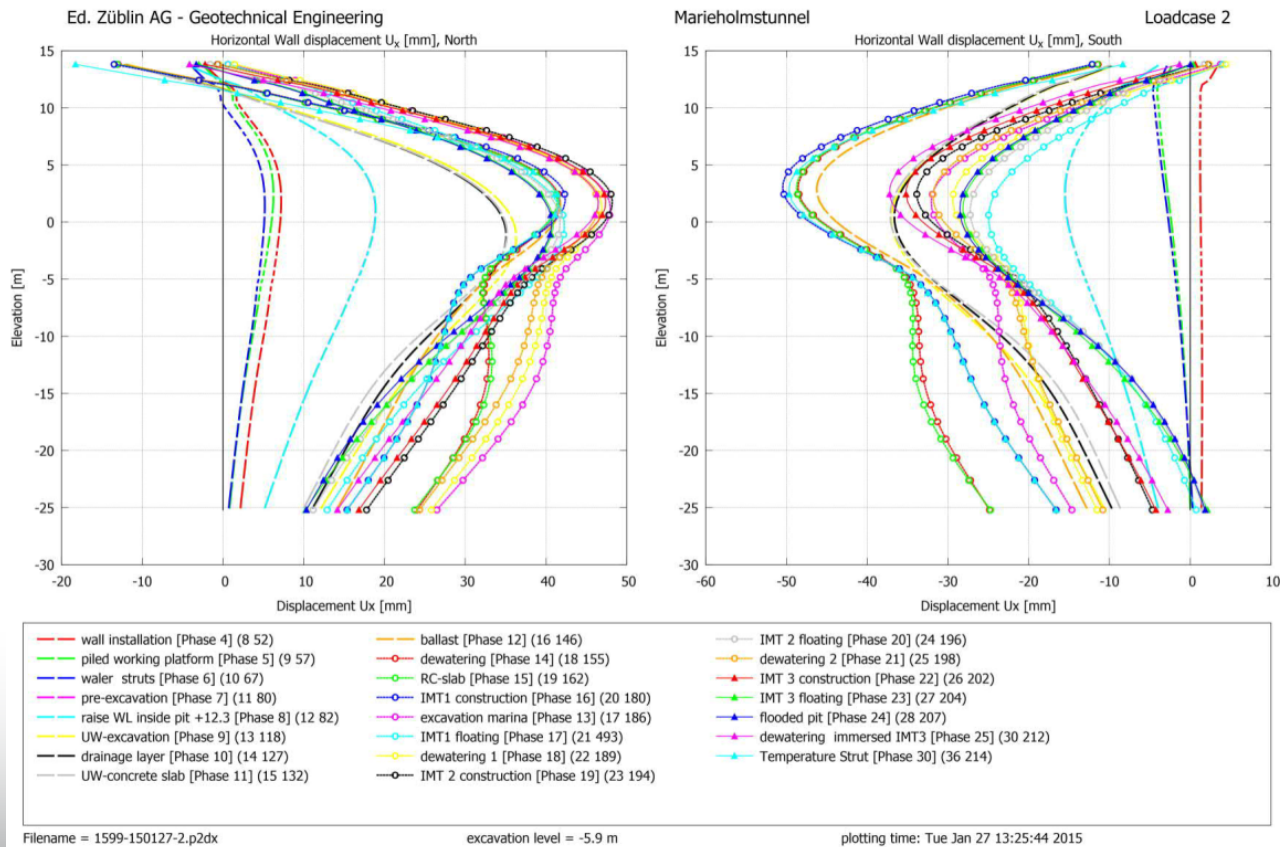 Ed. Züblin AG - Geotechnical Engineering
Marieholmstunnel
Loadcase 2
Horizontal Wall displacement Ux [mm], North
15
10
5
0
-5
-10
-15
-20
-25
-30
Elevation [m]
-20 -10 0 10 20 30 40 50
Displacement Ux [mm]
Horizontal Wall displacement Ux [mm], South
15
10
5
0
-5
-10
-15
-20
-25
-30
Elevation [m]
-60 -50 -40 -30 -20 -10 0 10
Displacement Ux [mm]
wall installation [Phase 4] (8 52)
piled working platform [Phase 5] (9 57)
waler struts [Phase 6] (10 67)
pre-excavation [Phase 7] (11 80)
raise WL inside pit +12.3 [Phase 8] (12 82)
UW-excavation [Phase 9] (13 118)
drainage layer [Phase 10] (14 127)
UW-concrete slab [Phase 11] (15 132)
ballast [Phase 12] (16 146)
dewatering [Phase 14] (18 155)
RC-slab [Phase 15] (19 162)
IMT1 construction [Phase 16] (20 180)
excavation marina [Phase 13] (17 186)
IMT1 floating [Phase 17] (21 493)
dewatering 1 [Phase 18] (22 189)
IMT 2 construction [Phase 19] (23 194)
IMT 2 floating [Phase 20] (24 196)
dewatering 2 [Phase 21] (25 198)
IMT 3 construction [Phase 22] (26 202)
IMT 3 floating [Phase 23] (27 204)
flooded pit [Phase 24] (28 207)
dewatering immersed IMT3 [Phase 25] (30 212)
Temperature Strut [Phase 30] (36 214)
Filename = 1599-150127-2.p2dx
excavation level = -5.9 m
plotting time: Tue Jan 27 13:25:44 2015